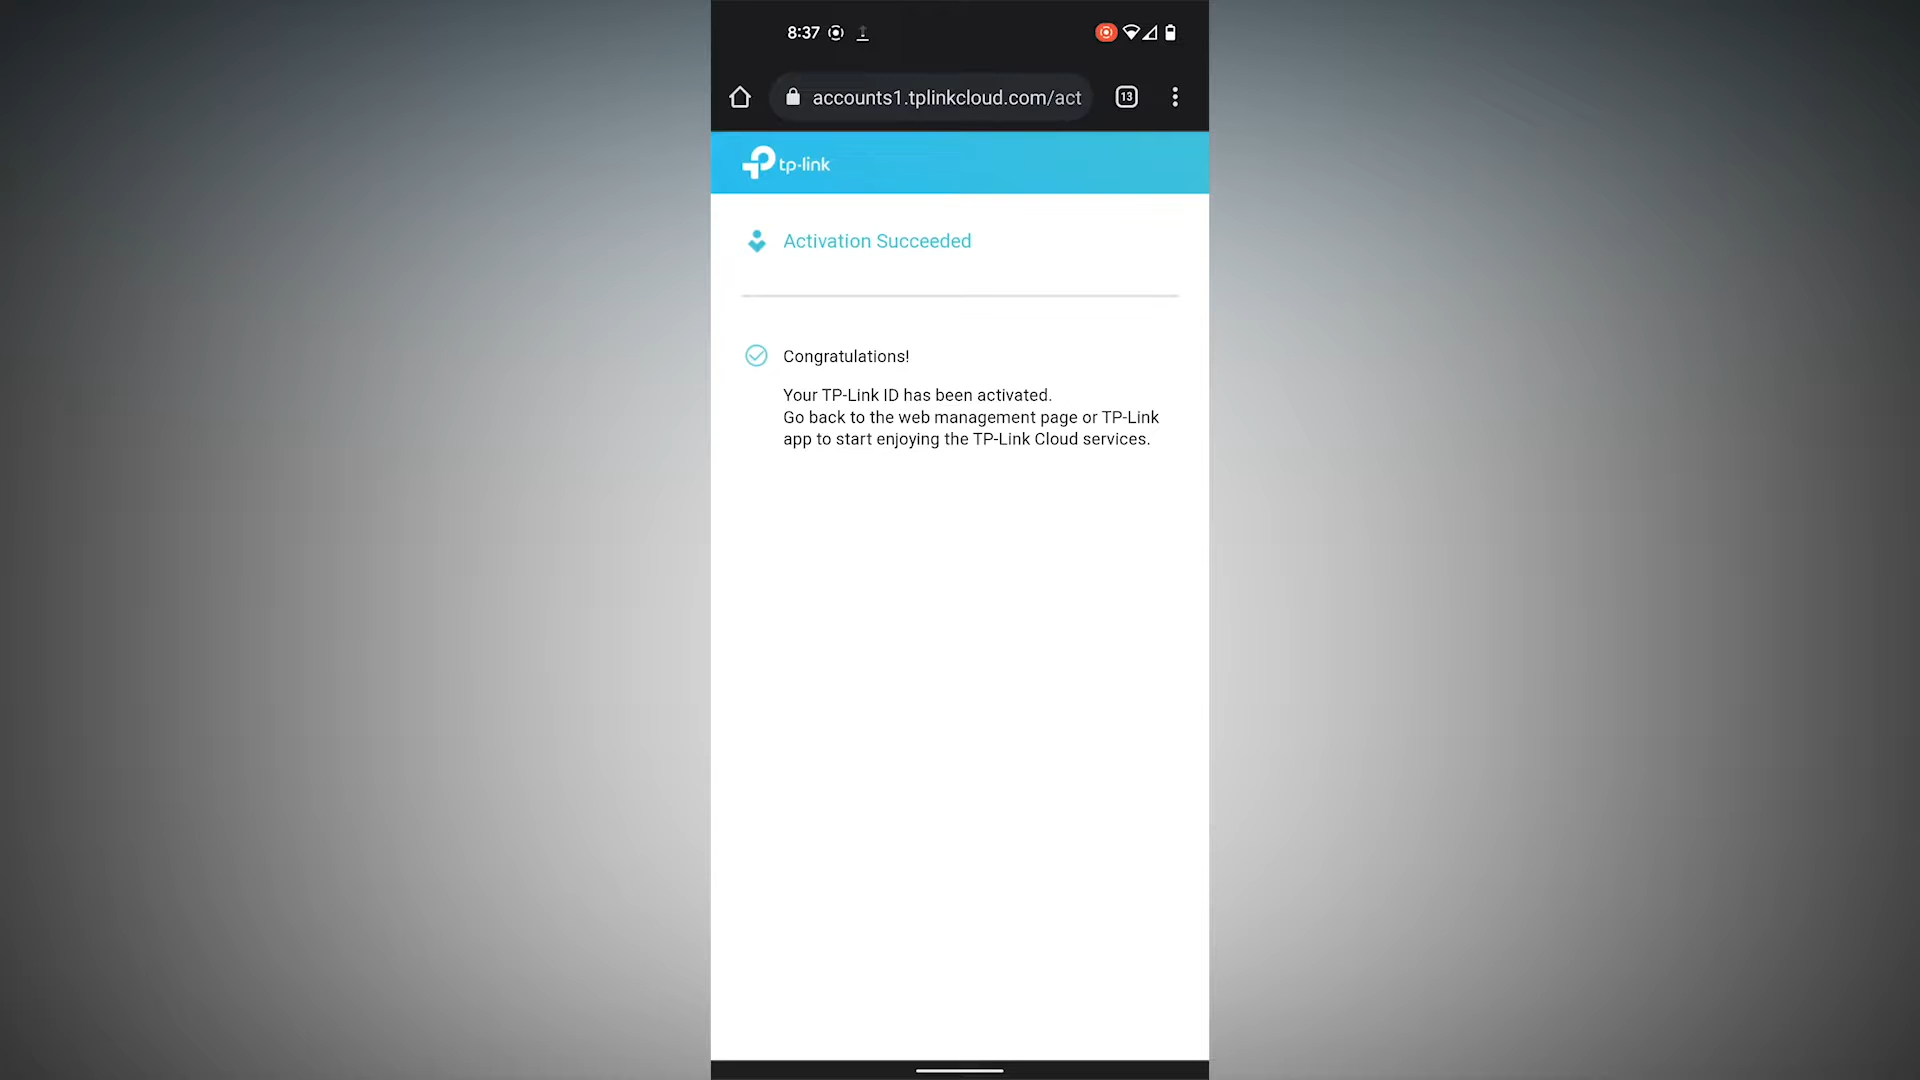 8:37
accounts1.tplinkcloud.com/act
13
tp-link
Activation Succeeded
Congratulations!
Your TP-Link ID has been activated.
Go back to the web management page or TP-Link
app to start enjoying the TP-Link Cloud services.